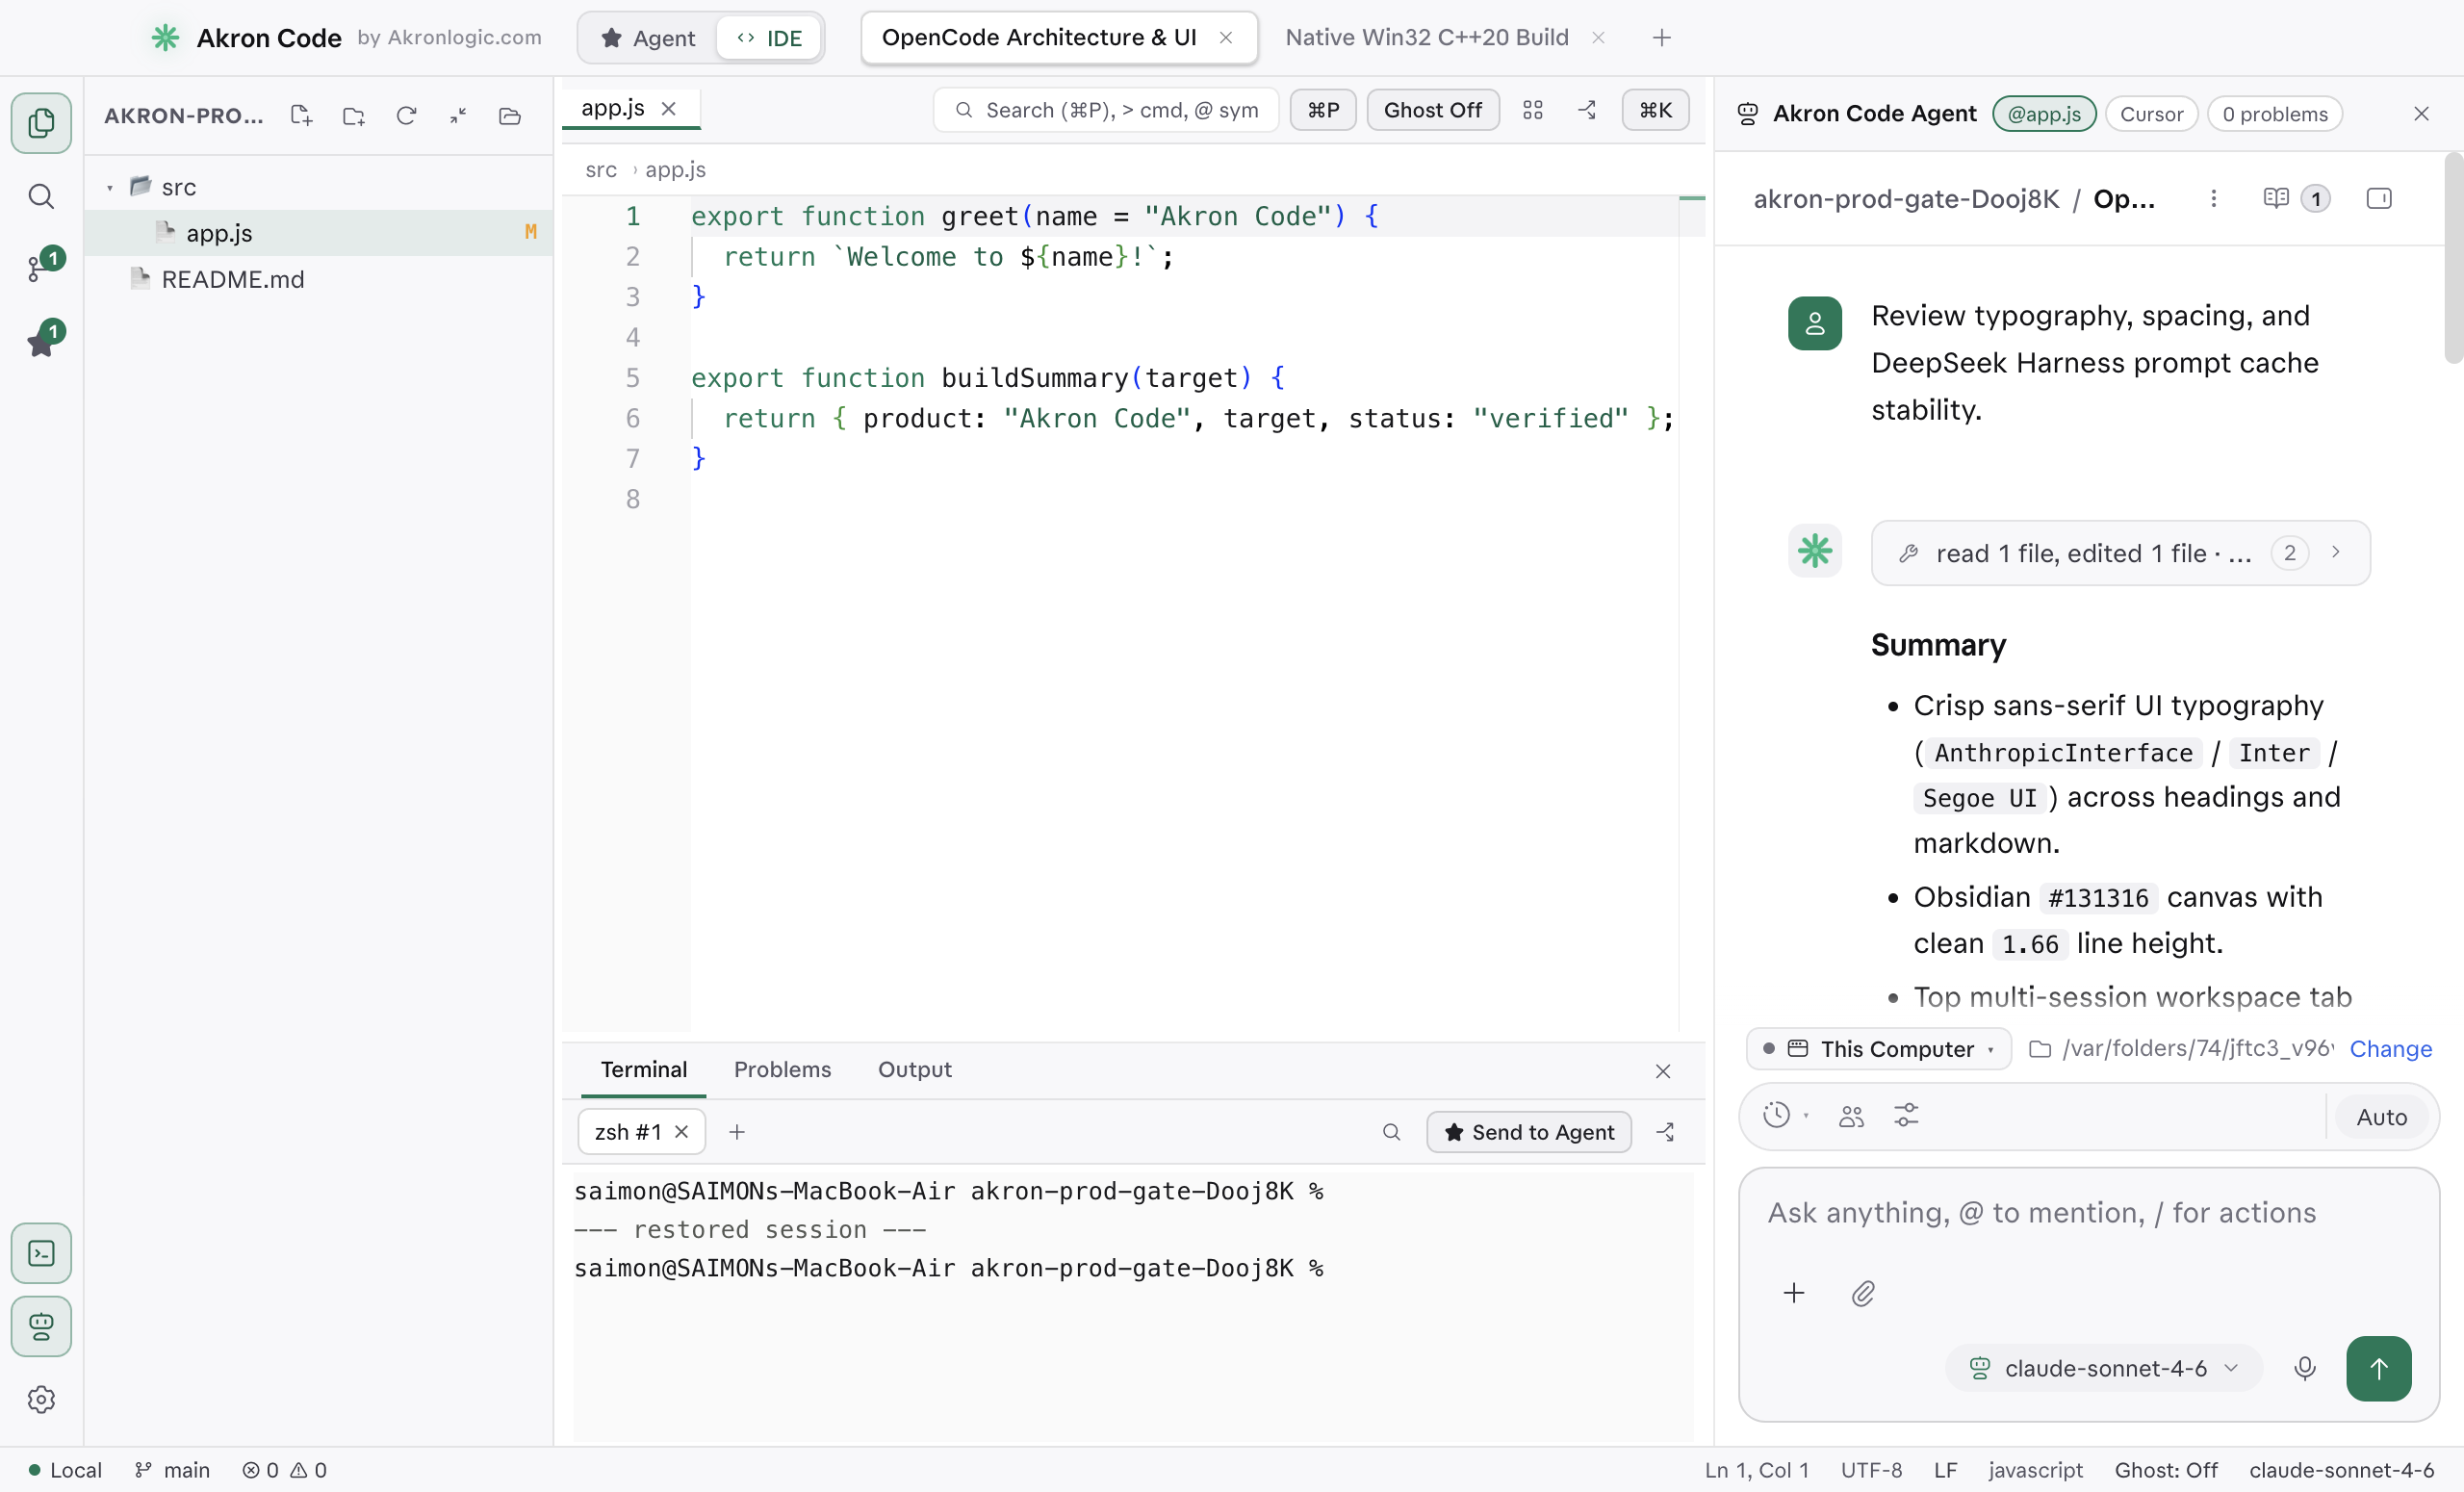 Akron Code by Akronlogic.com
Agent
IDE
OpenCode Architecture & UI
Native Win32 C++20 Build
AKRON-PRO...
src
app.js M
README.md
1
1
app.js
Search (⌘P), > cmd, @ sym
⌘P
Ghost Off
⌘K
src › app.js
1 export function greet(name = "Akron Code") {
2 return `Welcome to ${name}!`;
3 }
4
5 export function buildSummary(target) {
6 return { product: "Akron Code", target, status: "verified" };
7 }
8
Terminal
Problems
Output
zsh #1
Send to Agent
saimon@SAIMONs-MacBook-Air akron-prod-gate-Dooj8K %
--- restored session ---
saimon@SAIMONs-MacBook-Air akron-prod-gate-Dooj8K %
Akron Code Agent
@app.js
Cursor
0 problems
akron-prod-gate-Dooj8K / Op...
1
Review typography, spacing, and
DeepSeek Harness prompt cache
stability.
read 1 file, edited 1 file · ... 2
Summary
• Crisp sans-serif UI typography
(AnthropicInterface / Inter /
Segoe UI) across headings and
markdown.
• Obsidian #131316 canvas with
clean 1.66 line height.
• Top multi-session workspace tab
This Computer
/var/folders/74/jftc3_v96
Change
Auto
Ask anything, @ to mention, / for actions
claude-sonnet-4-6
Local
main
0
0
Ln 1, Col 1
UTF-8
LF
javascript
Ghost: Off
claude-sonnet-4-6